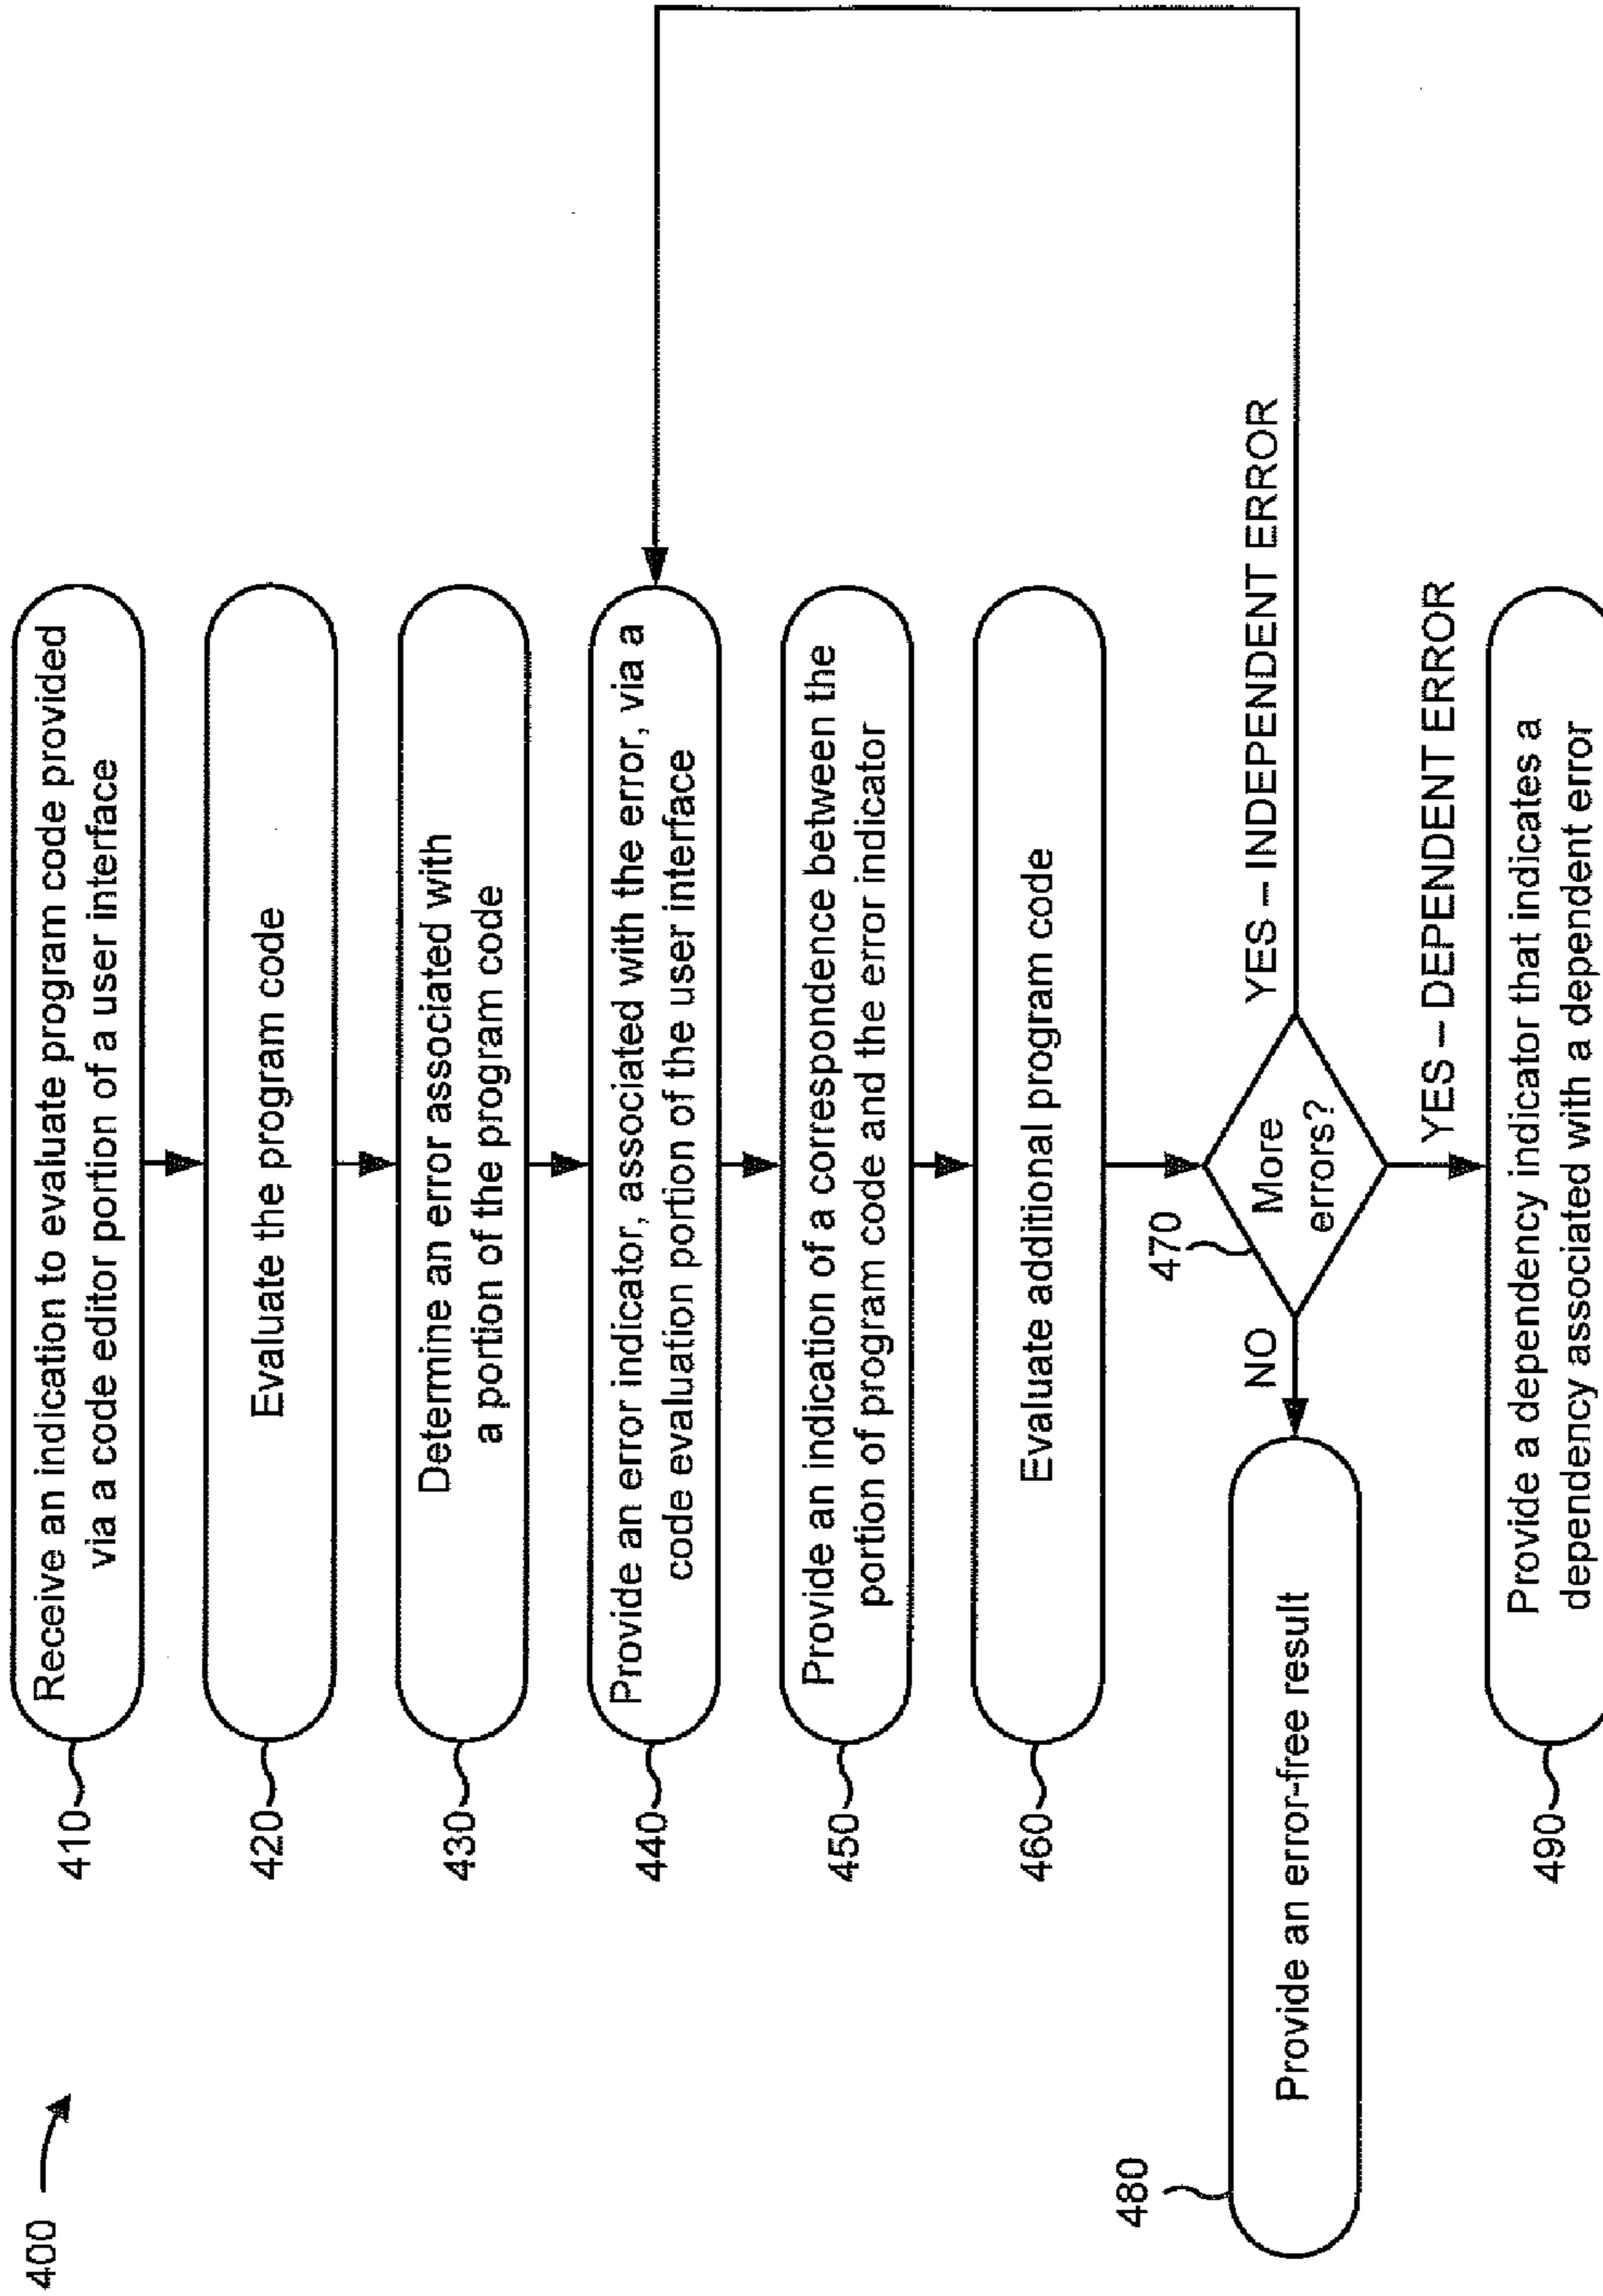 400
410
Receive an indication to evaluate program code provided
via a code editor portion of a user interface
420
Evaluate the program code
430
Determine an error associated with
a portion of the program code
440
Provide an error indicator, associated with the error, via a
code evaluation portion of the user interface
450
Provide an indication of a correspondence between the
portion of program code and the error indicator
460
Evaluate additional program code
470
More
errors?
NO
YES – INDEPENDENT ERROR
480
Provide an error-free result
YES – DEPENDENT ERROR
490
Provide a dependency indicator that indicates a
dependency associated with a dependent error